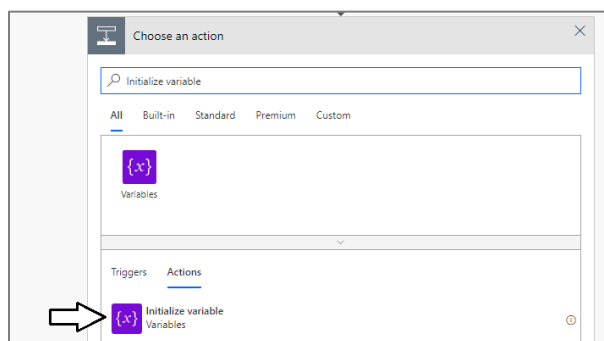 Choose an action
Initialize variable
All Built-in Standard Premium Custom
{x}
Variables
Triggers Actions
{x} Initialize variable
Variables